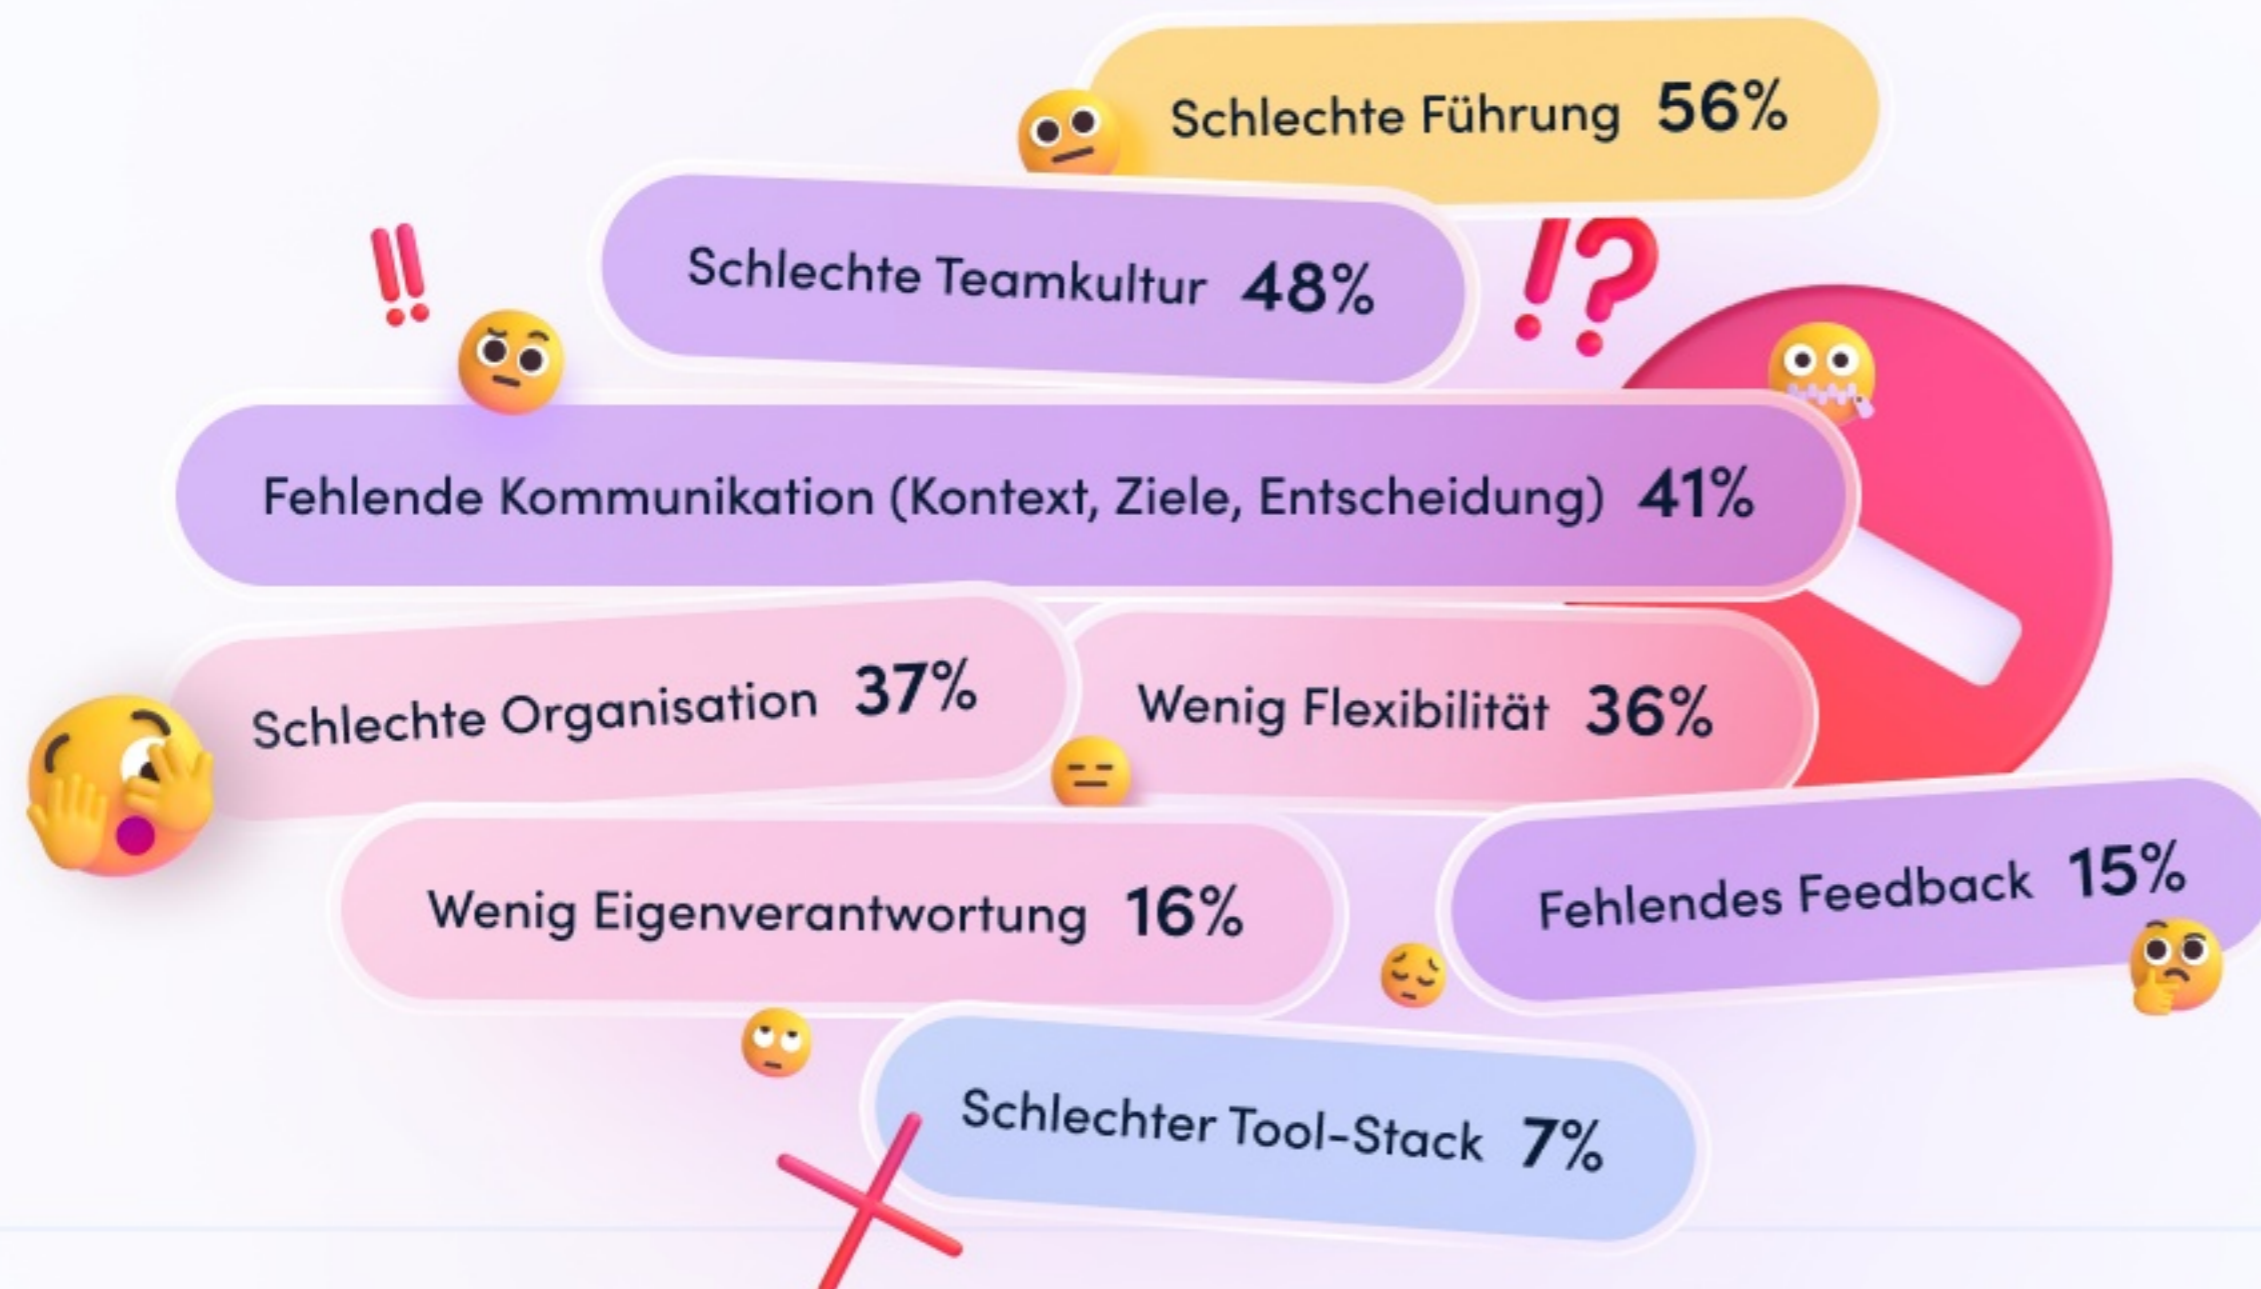 Schlechte Führung 56%
Schlechte Teamkultur 48%
!!
!?
Fehlende Kommunikation (Kontext, Ziele, Entscheidung) 41%
Schlechte Organisation 37%
Wenig Flexibilität 36%
Wenig Eigenverantwortung 16%
Fehlendes Feedback 15%
Schlechter Tool-Stack 7%